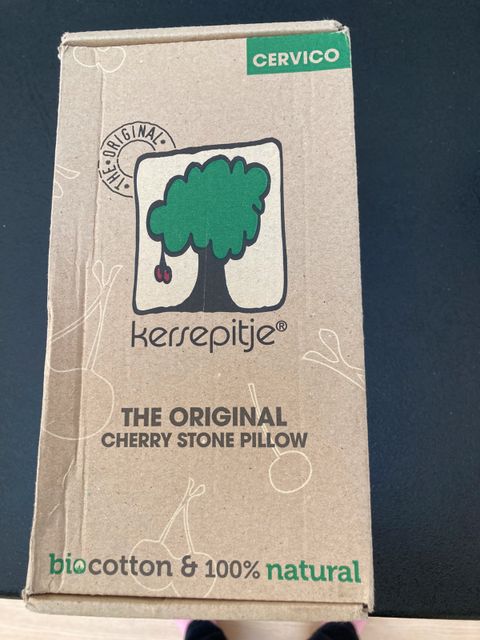 CERVICO
• THE • ORIGINAL •
kersepitje®
THE ORIGINAL
CHERRY STONE PILLOW
biocotton & 100% natural